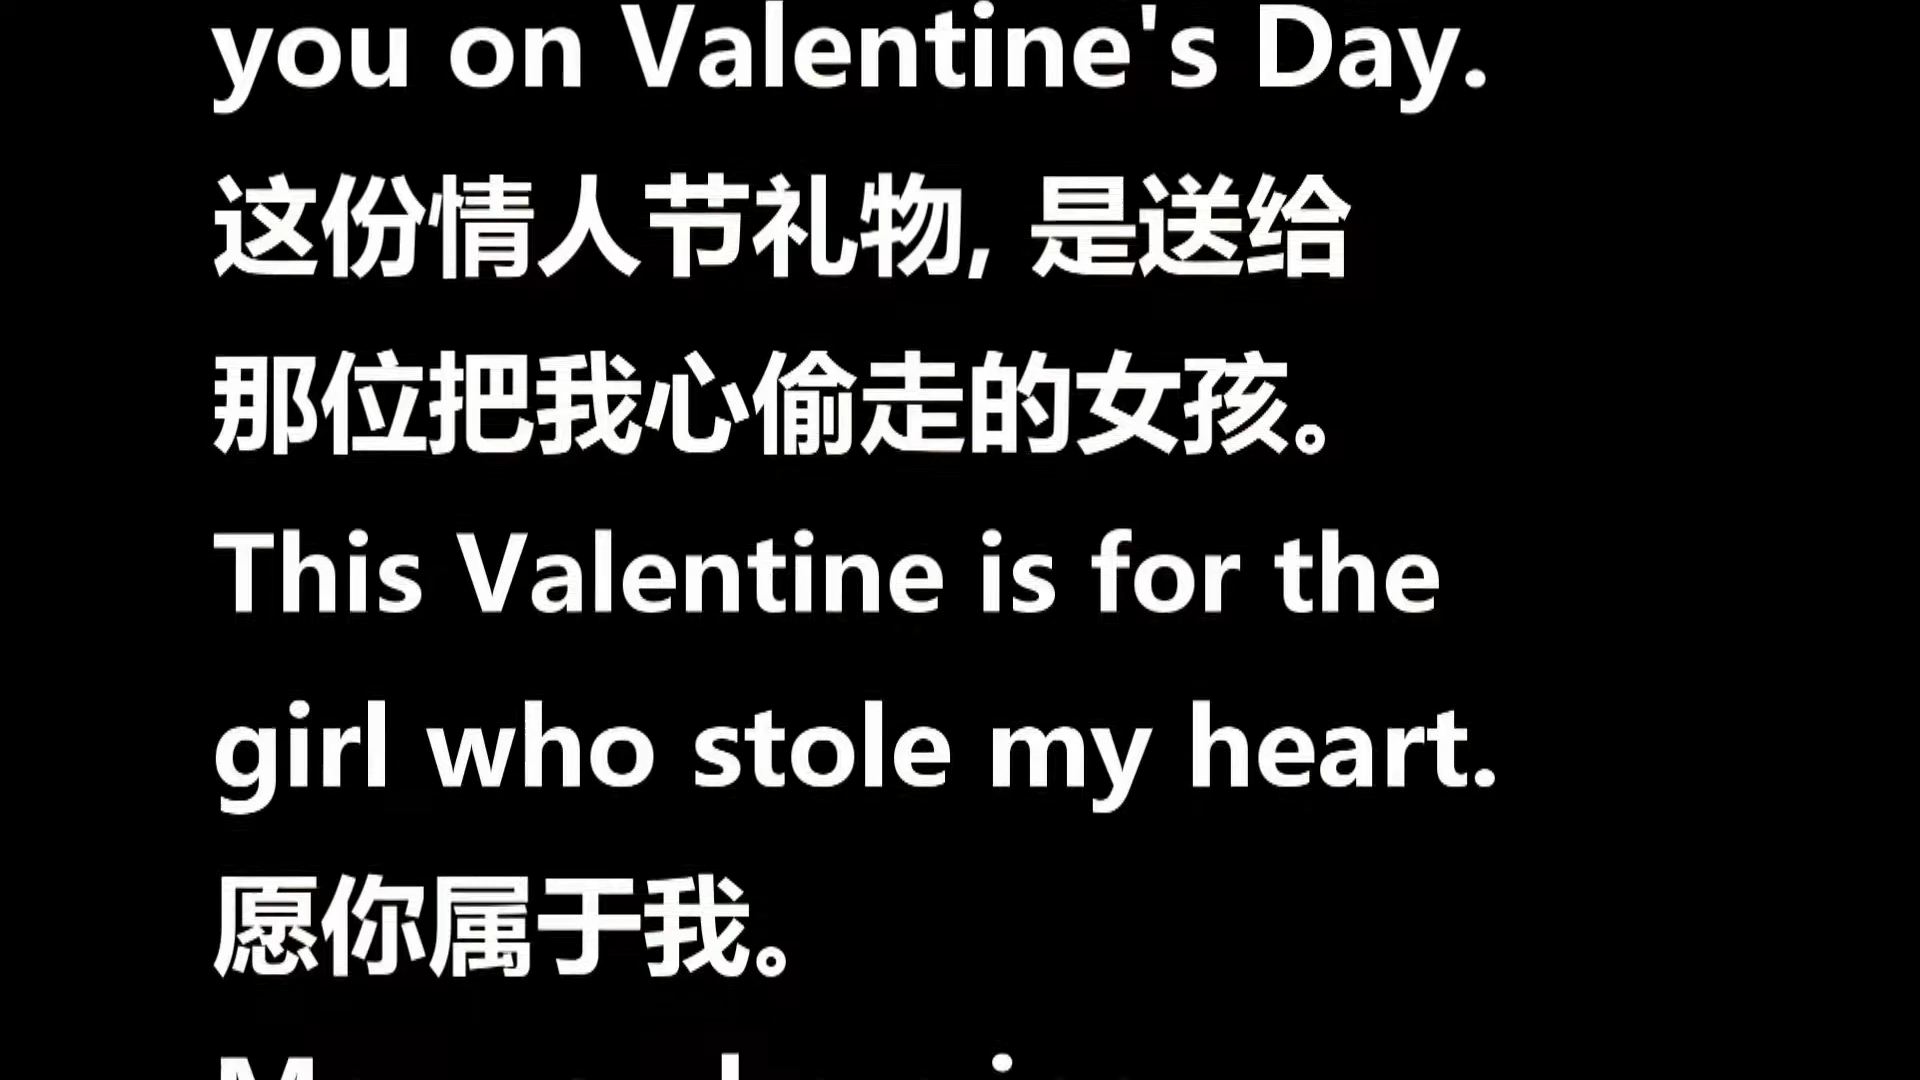 you on Valentine's Day.
这份情人节礼物, 是送给
那位把我心偷走的女孩。
This Valentine is for the
girl who stole my heart.
愿你属于我。